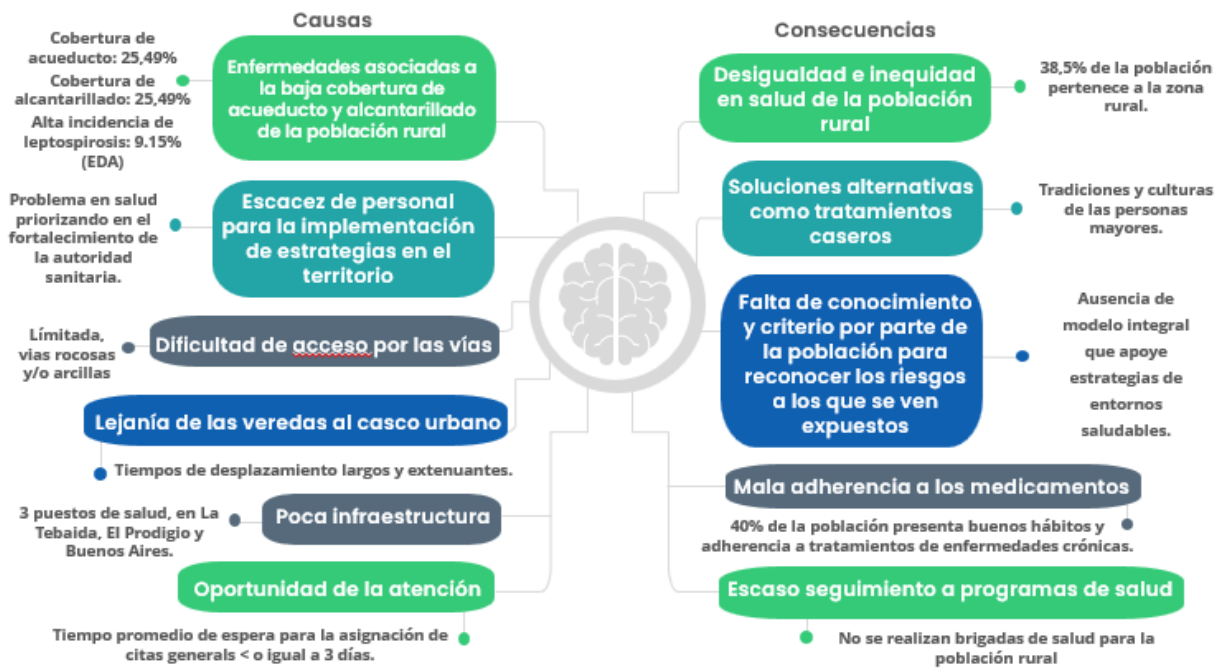 Causas
Cobertura de
acueducto: 25,49%
Cobertura de
alcantarillado: 25,49%
Alta incidencia de
leptospirosis: 9.15%
(EDA)
Enfermedades asociadas a
la baja cobertura de
acueducto y alcantarillado
de la población rural
Problema en salud
priorizando en el
fortalecimiento de
la autoridad
sanitaria.
Escacez de personal
para la implementación
de estrategias en el
territorio
Límitada,
vias rocosas
y/o arcillas
Dificultad de acceso por las vías
Lejanía de las veredas al casco urbano
Tiempos de desplazamiento largos y extenuantes.
3 puestos de salud, en La
Tebaida, El Prodigio y
Buenos Aires.
Poca infraestructura
Oportunidad de la atención
Tiempo promedio de espera para la asignación de
citas generals < o igual a 3 días.
Consecuencias
Desigualdad e inequidad
en salud de la población
rural
38,5% de la población
pertenece a la zona
rural.
Soluciones alternativas
como tratamientos
caseros
Tradiciones y culturas
de las personas
mayores.
Falta de conocimiento
y criterio por parte de
la población para
reconocer los riesgos
a los que se ven
expuestos
Ausencia de
modelo integral
que apoye
estrategias de
entornos
saludables.
Mala adherencia a los medicamentos
40% de la población presenta buenos hábitos y
adherencia a tratamientos de enfermedades crónicas.
Escaso seguimiento a programas de salud
No se realizan brigadas de salud para la
población rural